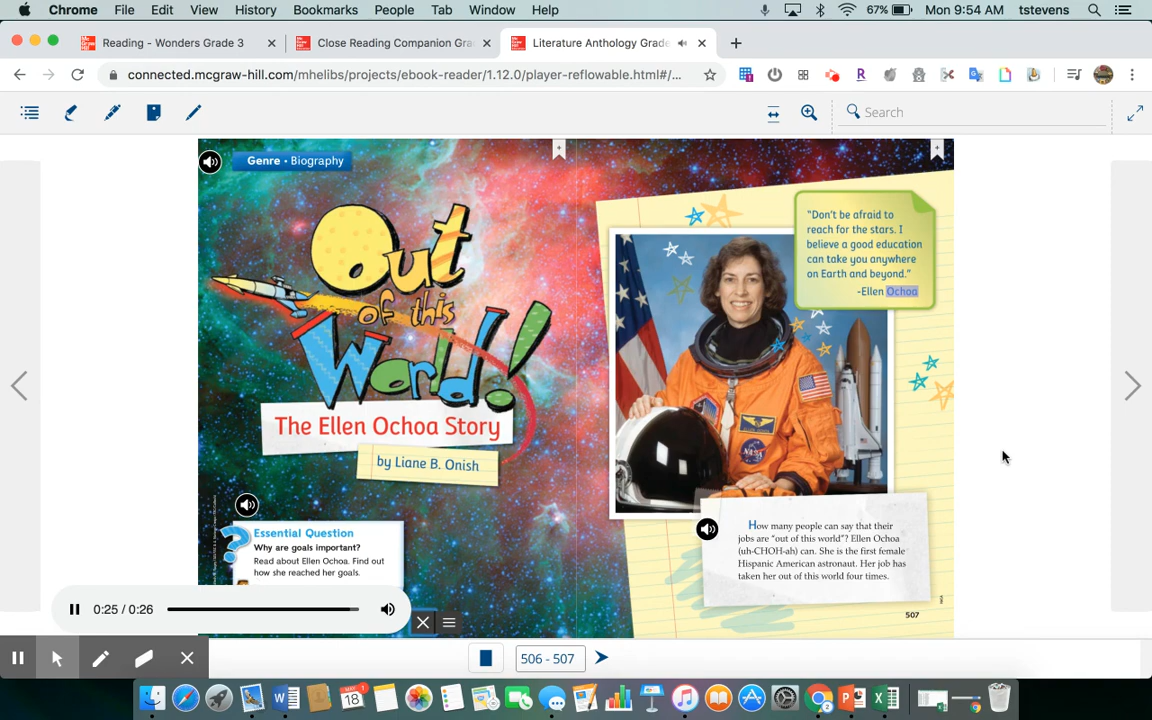 Chrome File Edit View History Bookmarks People Tab Window Help 67% Mon 9:54 AM tstevens
Reading - Wonders Grade 3
Close Reading Companion Gra
Literature Anthology Grade
connected.mcgraw-hill.com/mhelibs/projects/ebook-reader/1.12.0/player-reflowable.html#/...
Search
Genre • Biography
Out
of this
World!
The Ellen Ochoa Story
by Liane B. Onish
Essential Question
Why are goals important?
Read about Ellen Ochoa. Find out
how she reached her goals.
"Don't be afraid to
reach for the stars. I
believe a good education
can take you anywhere
on Earth and beyond."
-Ellen Ochoa
NASA
How many people can say that their
jobs are "out of this world"? Ellen Ochoa
(uh-CHOH-ah) can. She is the first female
Hispanic American astronaut. Her job has
taken her out of this world four times.
507
0:25 / 0:26
506 - 507
MAY
18